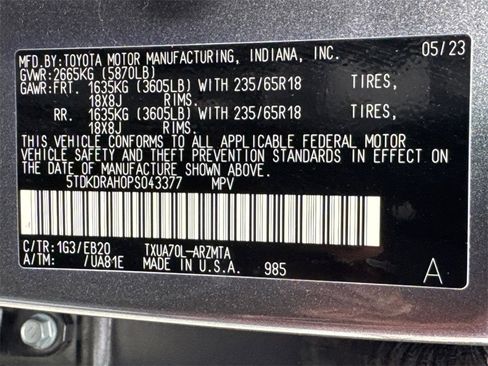 MFD.BY:TOYOTA MOTOR MANUFACTURING, INDIANA, INC. 05/23
GVWR:2665KG (5870LB)
GAWR:FRT. 1635KG (3605LB) WITH 235/65R18 TIRES,
18X8J RIMS.
RR. 1635KG (3605LB) WITH 235/65R18 TIRES,
18X8J RIMS.
THIS VEHICLE CONFORMS TO ALL APPLICABLE FEDERAL MOTOR
VEHICLE SAFETY AND THEFT PREVENTION STANDARDS IN EFFECT ON
THE DATE OF MANUFACTURE SHOWN ABOVE.
5TDKDRAH0PS043377 MPV
C/TR:1G3/EB20 TXUA70L-ARZMTA
A/TM: /UA81E MADE IN U.S.A. 985 A